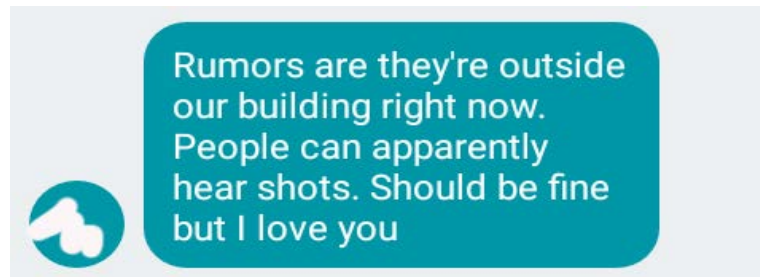 Rumors are they're outside
our building right now.
People can apparently
hear shots. Should be fine
but I love you